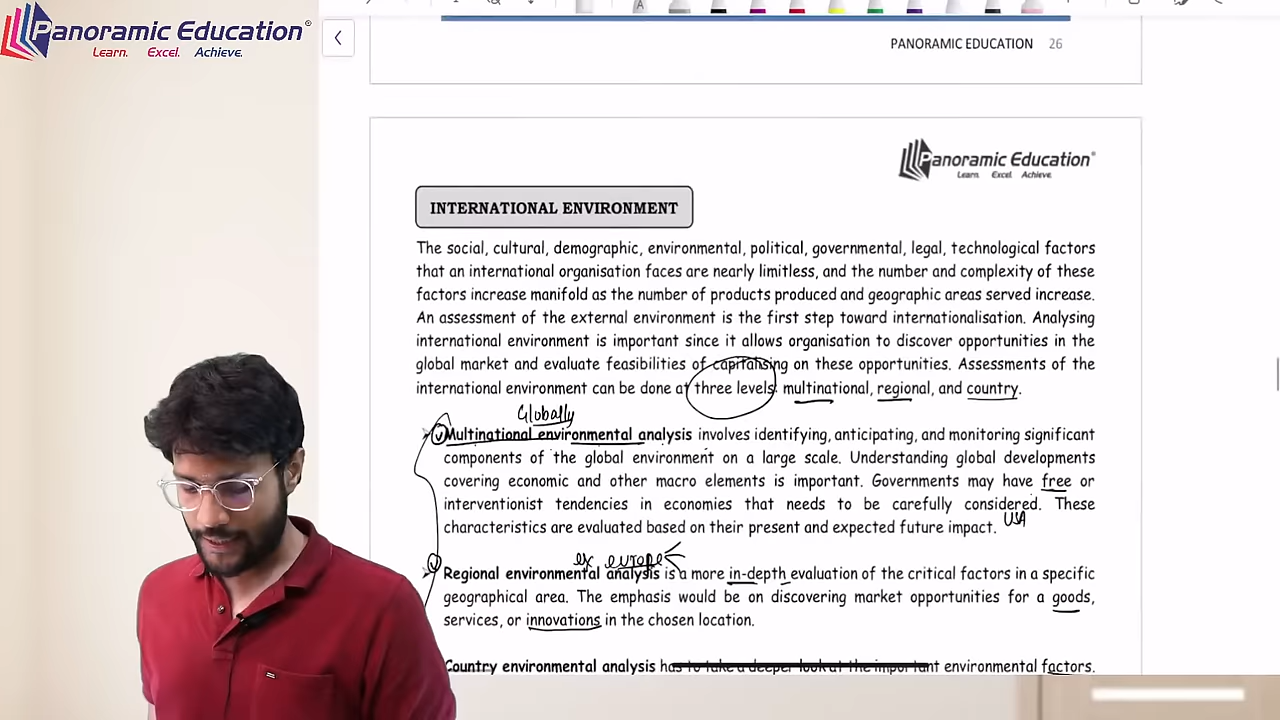 Panoramic Education®
Learn. Excel. Achieve.
PANORAMIC EDUCATION 26
Panoramic Education®
Learn. Excel. Achieve.
INTERNATIONAL ENVIRONMENT
The social, cultural, demographic, environmental, political, governmental, legal, technological factors
that an international organisation faces are nearly limitless, and the number and complexity of these
factors increase manifold as the number of products produced and geographic areas served increase.
An assessment of the external environment is the first step toward internationalisation. Analysing
international environment is important since it allows organisation to discover opportunities in the
global market and evaluate feasibilities of capitalising on these opportunities. Assessments of the
international environment can be done at three levels: multinational, regional, and country.
Globally
Multinational environmental analysis involves identifying, anticipating, and monitoring significant
components of the global environment on a large scale. Understanding global developments
covering economic and other macro elements is important. Governments may have free or
interventionist tendencies in economies that needs to be carefully considered. These
characteristics are evaluated based on their present and expected future impact.
USA
ex europe
Regional environmental analysis is a more in-depth evaluation of the critical factors in a specific
geographical area. The emphasis would be on discovering market opportunities for a goods,
services, or innovations in the chosen location.
Country environmental analysis has to take a deeper look at the important environmental factors.